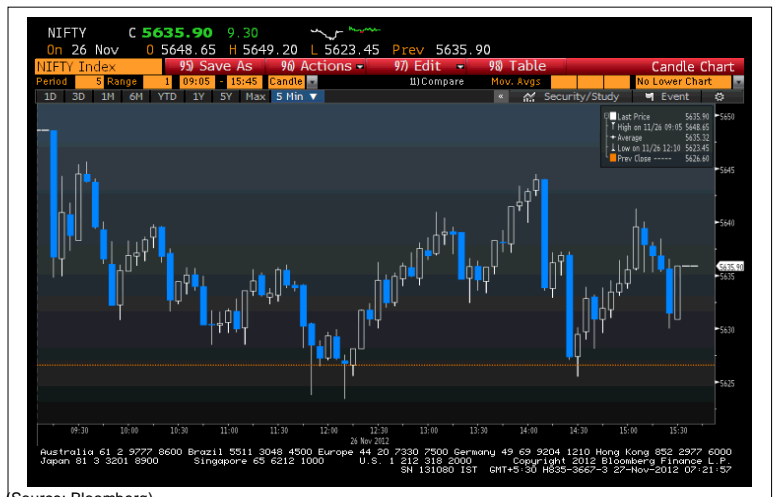 NIFTY C 5635.90 9.30
On 26 Nov O 5648.65 H 5649.20 L 5623.45 Prev 5635.90
NIFTY Index 95) Save As 96) Actions 97) Edit 98) Table Candle Chart
Period 5 Range 1 09:05 - 15:45 Candle 11) Compare Mov. Avgs No Lower Chart
1D 3D 1M 6M YTD 1Y 5Y Max 5 Min ▼ « Security/Study Event
Last Price 5635.90
High on 11/26 09:05 5648.65
Average 5635.32
Low on 11/26 12:10 5623.45
Prev Close ----- 5626.60
5650
5645
5640
5635.90
5635
5630
5625
09:30 10:00 10:30 11:00 11:30 12:00 12:30 13:00 13:30 14:00 14:30 15:00 15:30
26 Nov 2012
Australia 61 2 9777 8600 Brazil 5511 3048 4500 Europe 44 20 7330 7500 Germany 49 69 9204 1210 Hong Kong 852 2977 6000
Japan 81 3 3201 8900 Singapore 65 6212 1000 U.S. 1 212 318 2000 Copyright 2012 Bloomberg Finance L.P.
SN 131080 IST GMT+5:30 H835-3667-3 27-Nov-2012 07:21:57
(Source: Bloomberg)